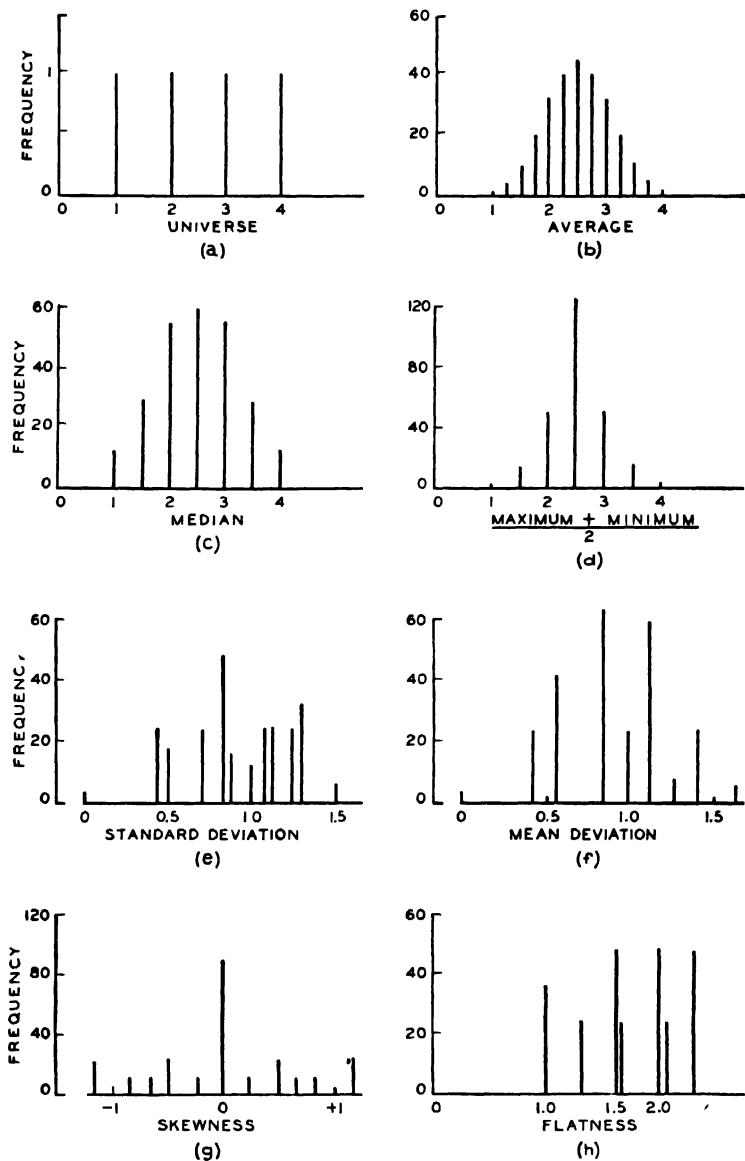 FREQUENCY
1
0
0 1 2 3 4
UNIVERSE
(a)
60
40
20
0
1 2 3 4
AVERAGE
(b)
FREQUENCY
60
40
20
0
0 1 2 3 4
MEDIAN
(c)
120
80
40
0
0 1 2 3 4
MAXIMUM + MINIMUM
2
(d)
FREQUENC
60
40
20
0
0 0.5 1.0 1.5
STANDARD DEVIATION
(e)
60
40
20
0
0 0.5 1.0 1.5
MEAN DEVIATION
(f)
FREQUENCY
120
80
40
0
-1 0 +1
SKEWNESS
(g)
60
40
20
0
0 1.0 1.5 2.0
FLATNESS
(h)